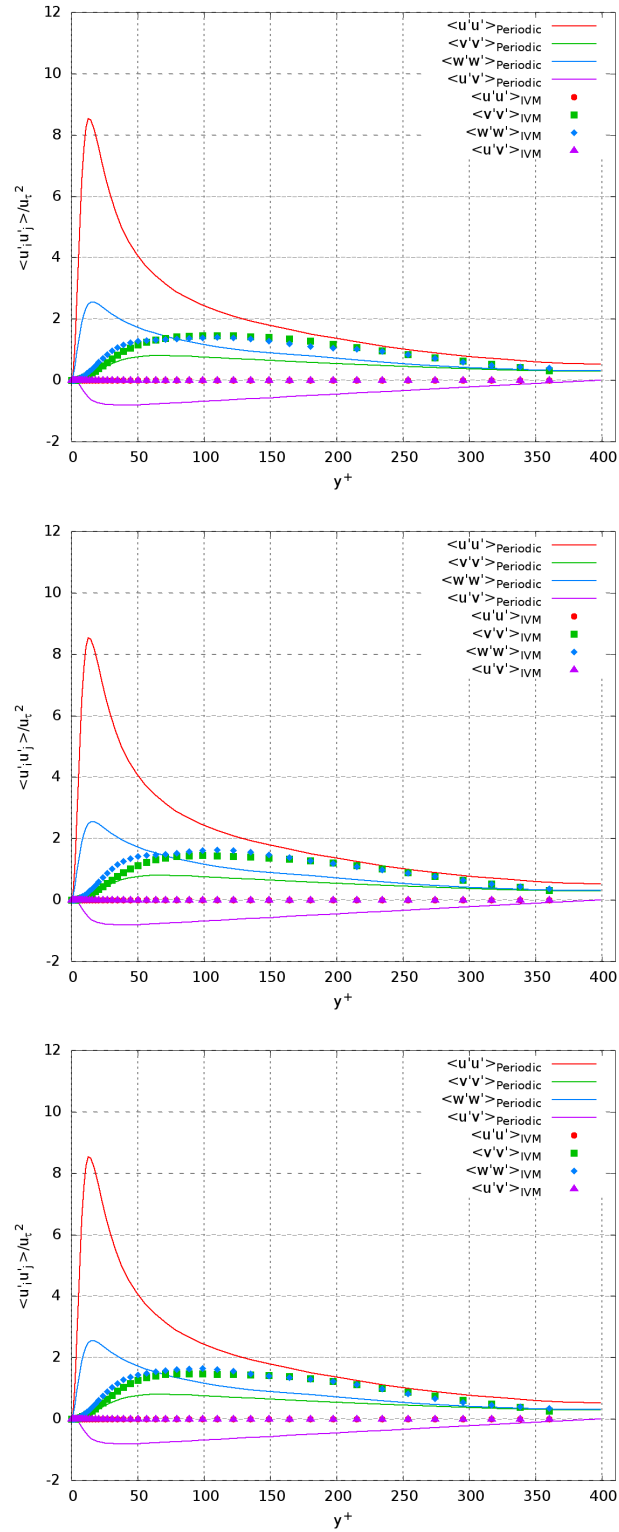 12
10
8
6
4
2
0
-2
<u'iu'j>/uτ²
<u'u'>Periodic
<v'v'>Periodic
<w'w'>Periodic
<u'v'>Periodic
<u'u'>IVM
<v'v'>IVM
<w'w'>IVM
<u'v'>IVM
0 50 100 150 200 250 300 350 400
y+
12
10
8
6
4
2
0
-2
<u'iu'j>/uτ²
<u'u'>Periodic
<v'v'>Periodic
<w'w'>Periodic
<u'v'>Periodic
<u'u'>IVM
<v'v'>IVM
<w'w'>IVM
<u'v'>IVM
0 50 100 150 200 250 300 350 400
y+
12
10
8
6
4
2
0
-2
<u'iu'j>/uτ²
<u'u'>Periodic
<v'v'>Periodic
<w'w'>Periodic
<u'v'>Periodic
<u'u'>IVM
<v'v'>IVM
<w'w'>IVM
<u'v'>IVM
0 50 100 150 200 250 300 350 400
y+